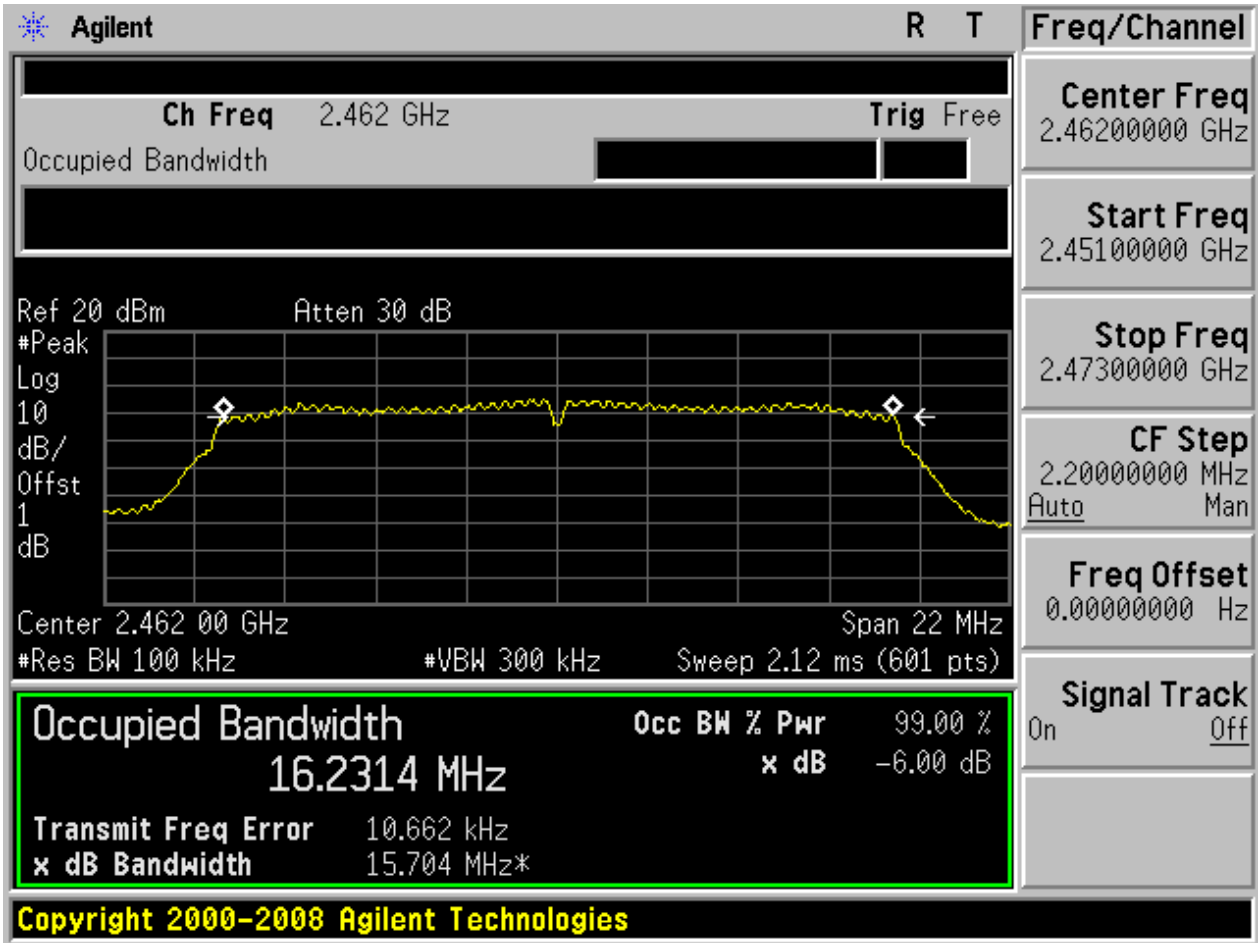 Agilent R T
Freq/Channel
Ch Freq 2.462 GHz Trig Free
Occupied Bandwidth
Center Freq
2.46200000 GHz
Start Freq
2.45100000 GHz
Stop Freq
2.47300000 GHz
CF Step
2.20000000 MHz
Auto Man
Freq Offset
0.00000000 Hz
Signal Track
On Off
Ref 20 dBm Atten 30 dB
#Peak
Log
10
dB/
Offst
1
dB
Center 2.462 00 GHz Span 22 MHz
#Res BW 100 kHz #VBW 300 kHz Sweep 2.12 ms (601 pts)
Occupied Bandwidth Occ BW % Pwr 99.00 %
16.2314 MHz x dB -6.00 dB
Transmit Freq Error 10.662 kHz
x dB Bandwidth 15.704 MHz*
Copyright 2000-2008 Agilent Technologies